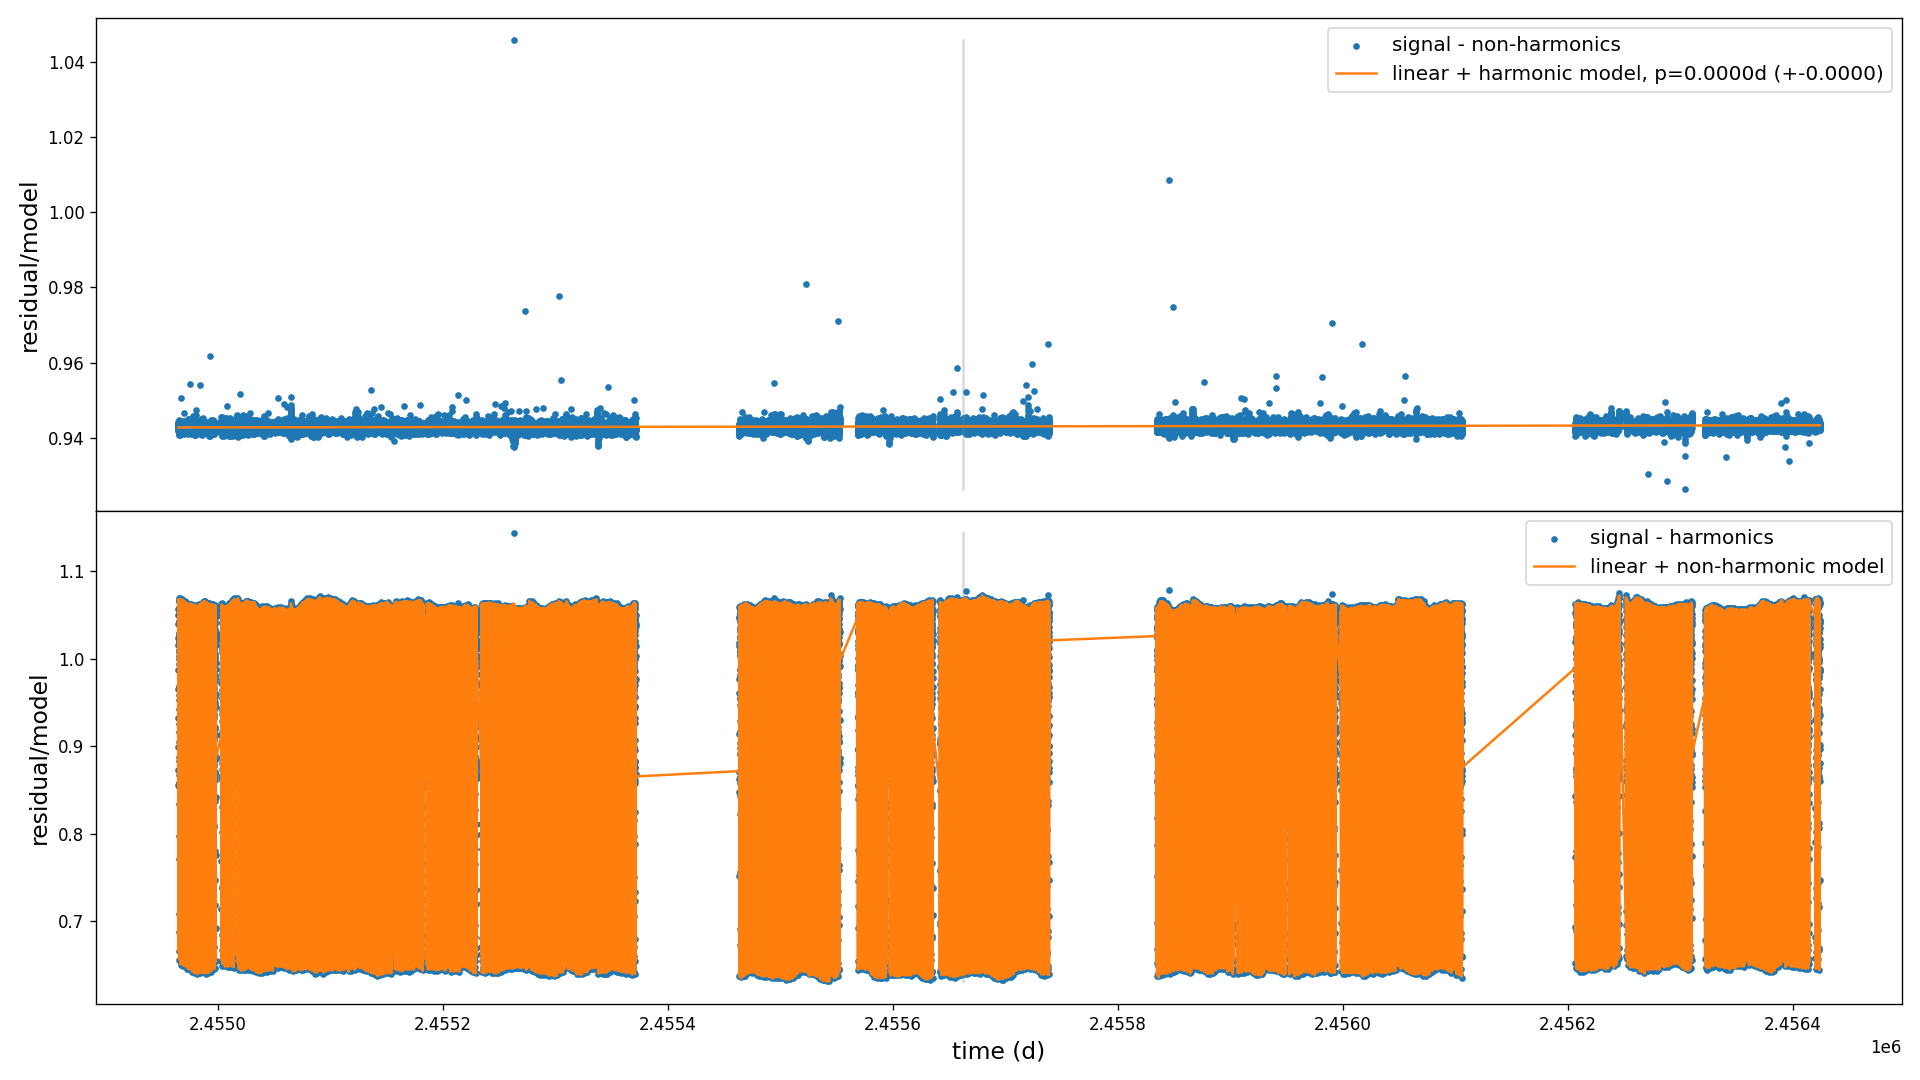 signal - non-harmonics
linear + harmonic model, p=0.0000d (+-0.0000)
residual/model
1.04
1.02
1.00
0.98
0.96
0.94
signal - harmonics
linear + non-harmonic model
residual/model
1.1
1.0
0.9
0.8
0.7
2.4550
2.4552
2.4554
2.4556
2.4558
2.4560
2.4562
2.4564
time (d)
1e6